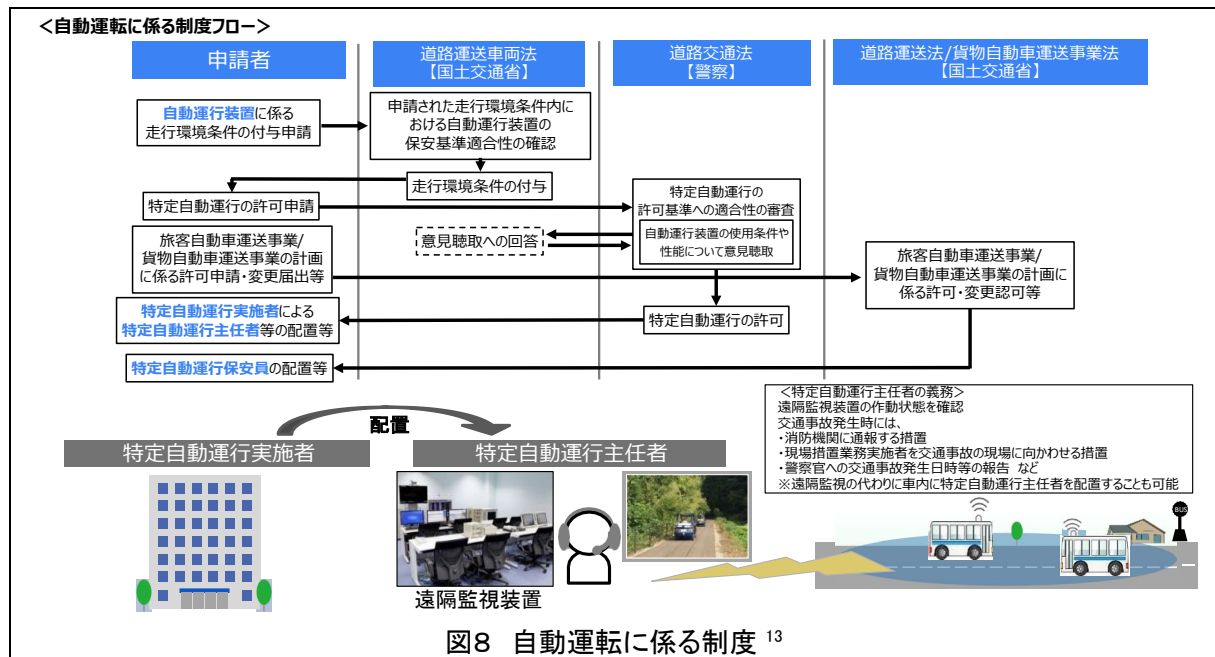 ＜自動運転に係る制度フロー＞
申請者
道路運送車両法
【国土交通省】
道路交通法
【警察】
道路運送法/貨物自動車運送事業法
【国土交通省】
自動運行装置に係る
走行環境条件の付与申請
申請された走行環境条件内に
おける自動運行装置の
保安基準適合性の確認
走行環境条件の付与
特定自動運行の許可申請
特定自動運行の
許可基準への適合性の審査
自動運行装置の使用条件や
性能について意見聴取
意見聴取への回答
旅客自動車運送事業/
貨物自動車運送事業の計画
に係る許可申請・変更届出等
旅客自動車運送事業/
貨物自動車運送事業の計画に
係る許可・変更認可等
特定自動運行の許可
特定自動運行実施者による
特定自動運行主任者等の配置等
特定自動運行保安員の配置等
配置
特定自動運行実施者
特定自動運行主任者
遠隔監視装置
＜特定自動運行主任者の義務＞
遠隔監視装置の作動状態を確認
交通事故発生時には、
・消防機関に通報する措置
・現場措置業務実施者を交通事故の現場に向かわせる措置
・警察官への交通事故発生日時等の報告 など
※遠隔監視の代わりに車内に特定自動運行主任者を配置することも可能
BUS
図8 自動運転に係る制度 13